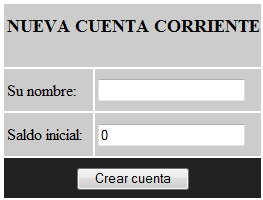 NUEVA CUENTA CORRIENTE
Su nombre:
Saldo inicial: 0
Crear cuenta